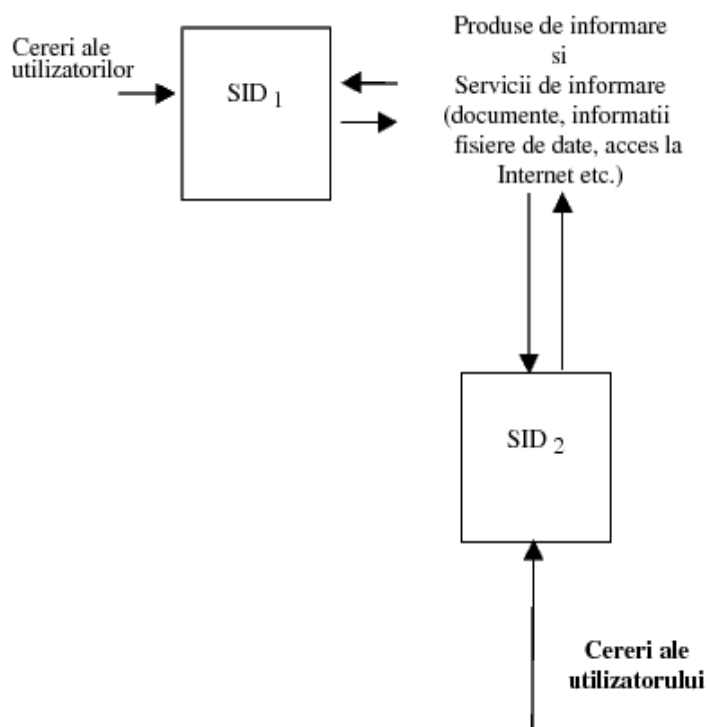 Cereri ale
utilizatorilor
SID 1
Produse de informare
si
Servicii de informare
(documente, informatii
fisiere de date, acces la
Internet etc.)
SID 2
Cereri ale
utilizatorului